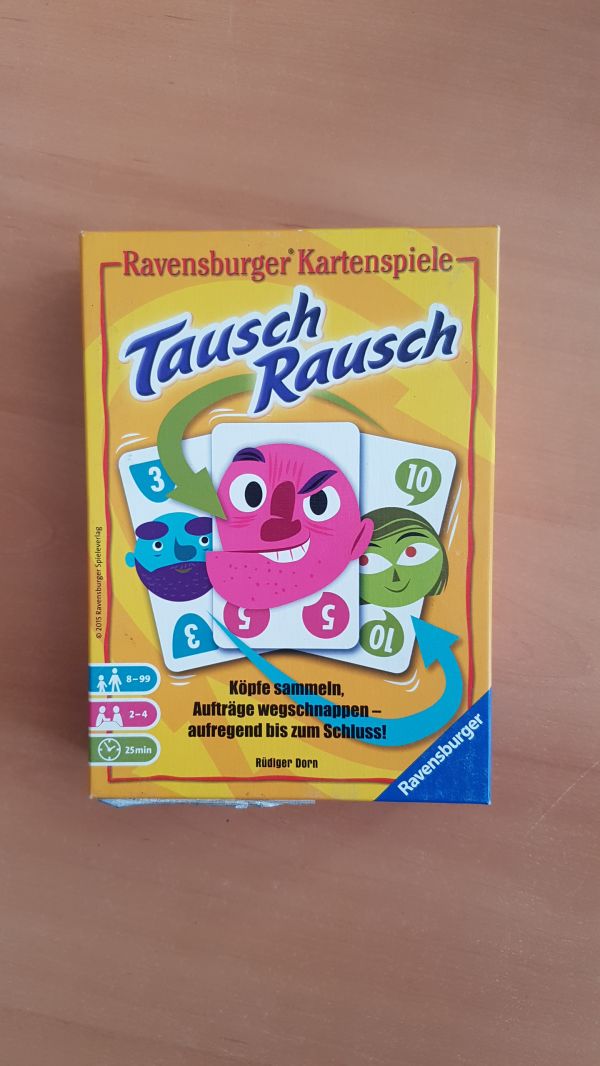 Ravensburger® Kartenspiele
Tausch
Rausch
3
10
5
5
3
10
© 2015 Ravensburger Spieleverlag
8–99
2–4
25min
Köpfe sammeln,
Aufträge wegschnappen –
aufregend bis zum Schluss!
Rüdiger Dorn
Ravensburger